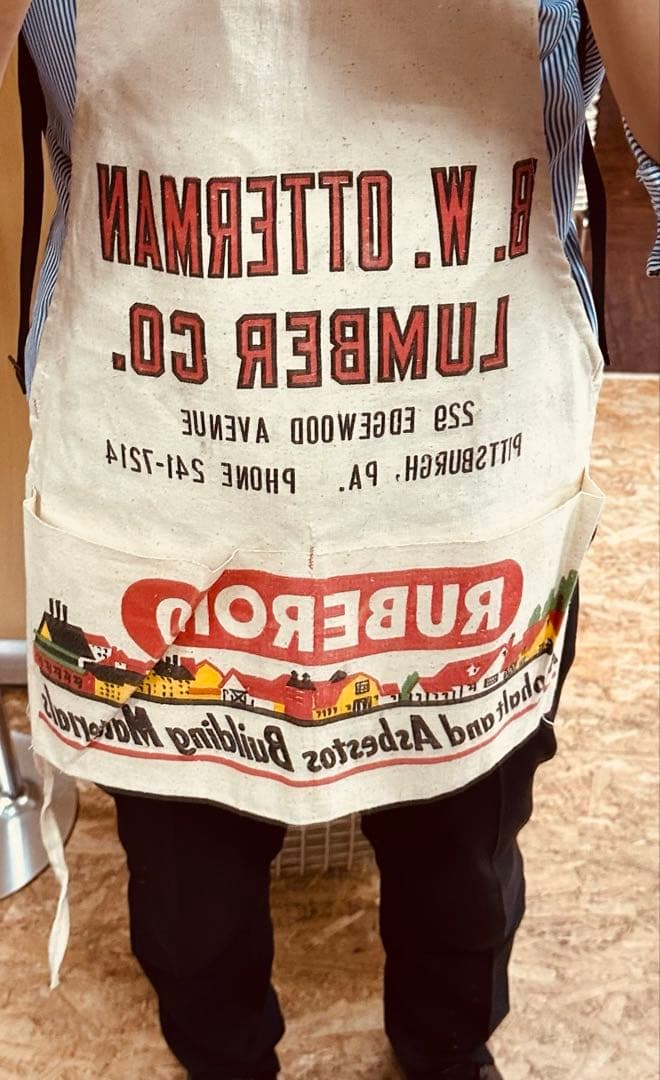 B. W. OTTERMAN
LUMBER CO.
229 EDGEWOOD AVENUE
PITTSBURGH, PA. PHONE 241-7214
RUBEROID
Asphalt and Asbestos Building Materials